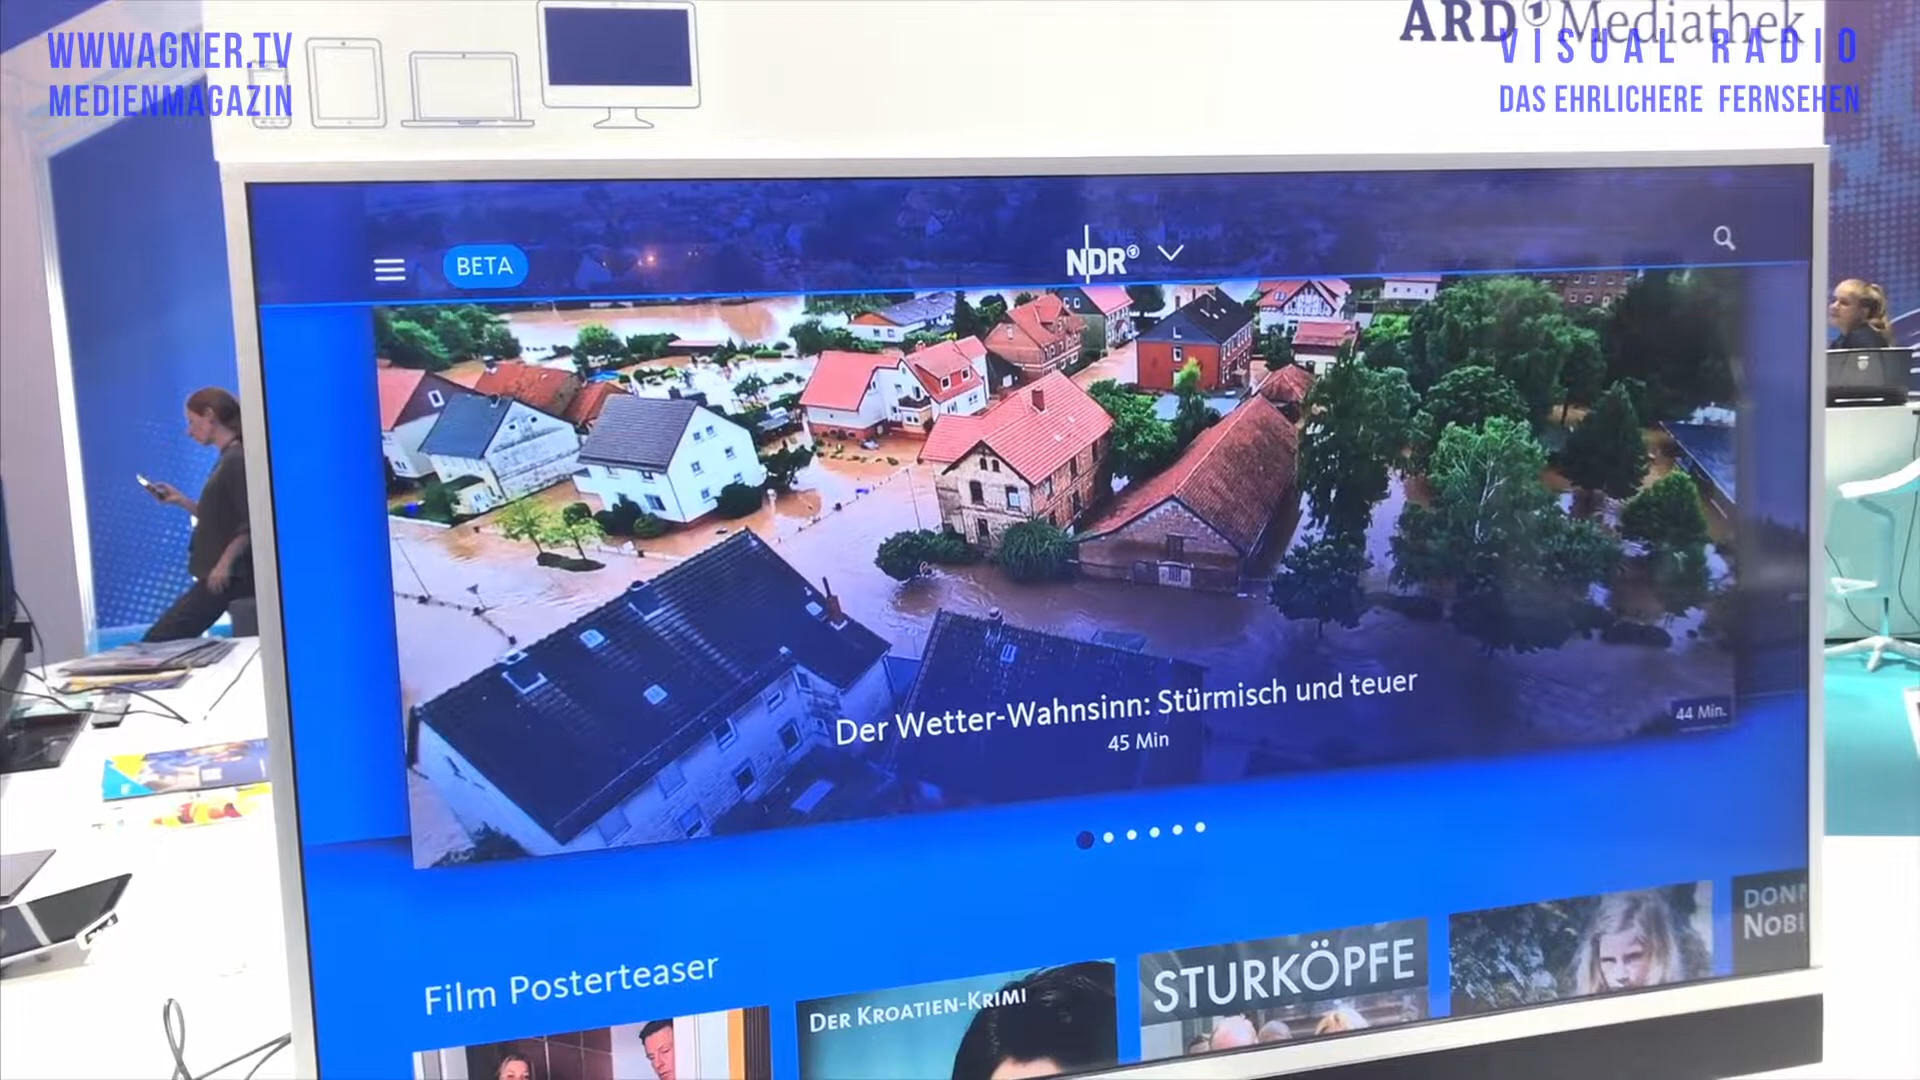 WWWAGNER.TV
MEDIENMAGAZIN
ARD Mediathek
VISUAL RADIO
DAS EHRLICHERE FERNSEHEN
BETA
NDR
Der Wetter-Wahnsinn: Stürmisch und teuer
45 Min
44 Min.
Film Posterteaser
DER KROATIEN-KRIMI
STURKÖPFE